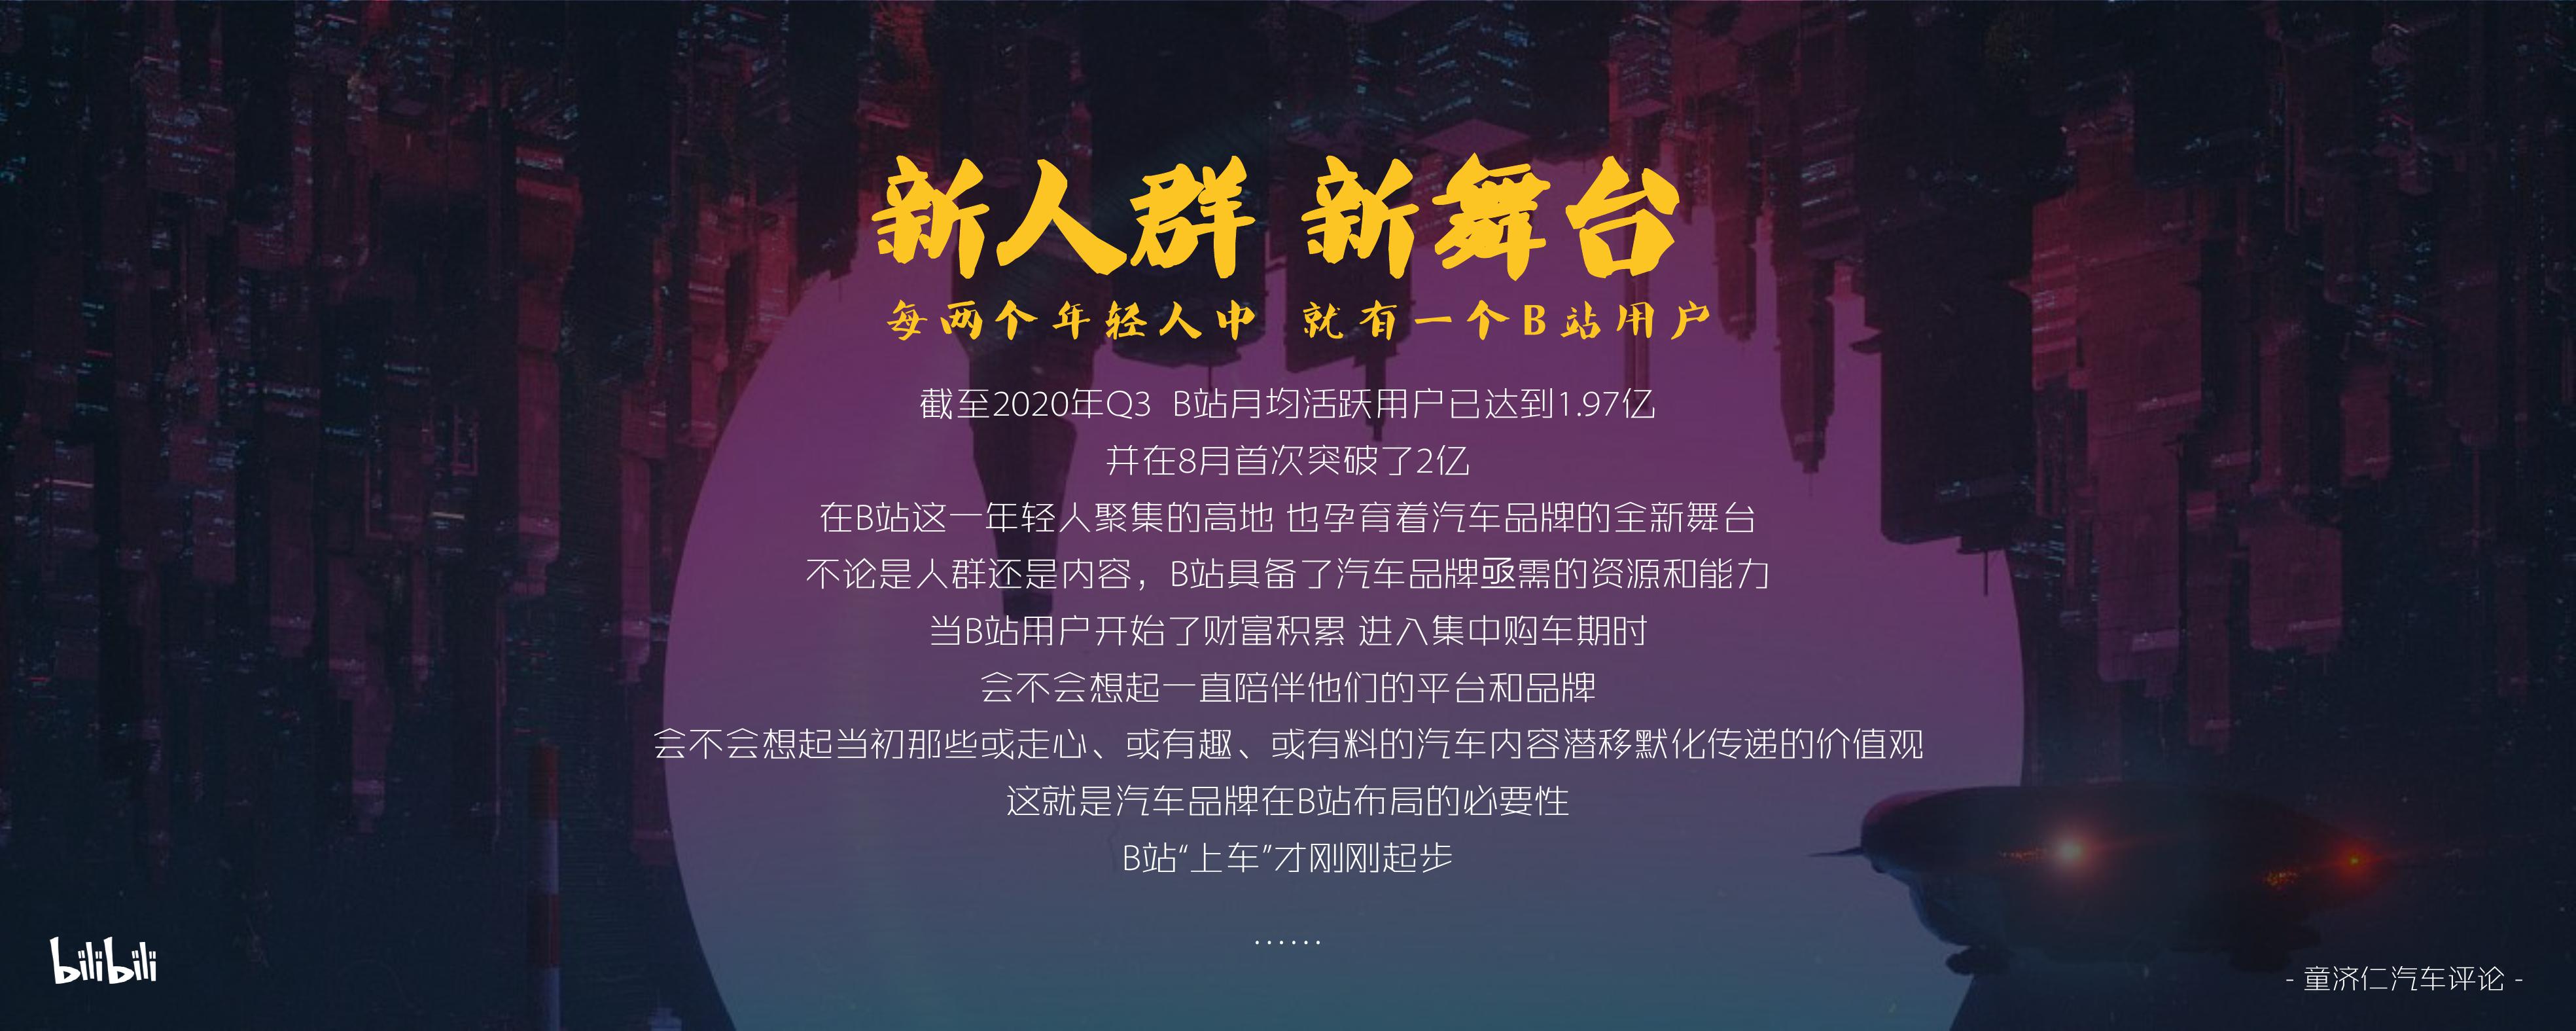 新人群 新舞台
每两个年轻人中 就有一个B站用户
截至2020年Q3 B站月均活跃用户已达到1.97亿
并在8月首次突破了2亿
在B站这一年轻人聚集的高地 也孕育着汽车品牌的全新舞台
不论是人群还是内容，B站具备了汽车品牌亟需的资源和能力
当B站用户开始了财富积累 进入集中购车期时
会不会想起一直陪伴他们的平台和品牌
会不会想起当初那些或走心、或有趣、或有料的汽车内容潜移默化传递的价值观
这就是汽车品牌在B站布局的必要性
B站“上车”才刚刚起步
······
bilibili
- 童济仁汽车评论 -